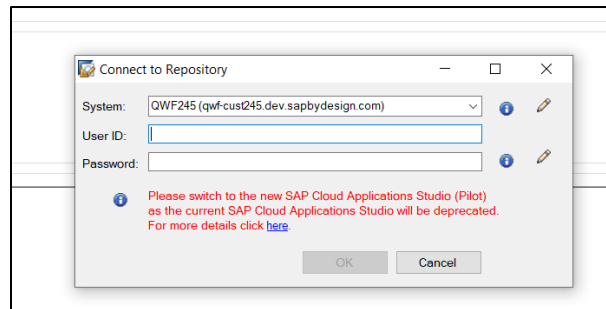 Connect to Repository
System: QWF245 (qwf-cust245.dev.sapbydesign.com)
User ID:
Password:
Please switch to the new SAP Cloud Applications Studio (Pilot)
as the current SAP Cloud Applications Studio will be deprecated.
For more details click here.
OK Cancel